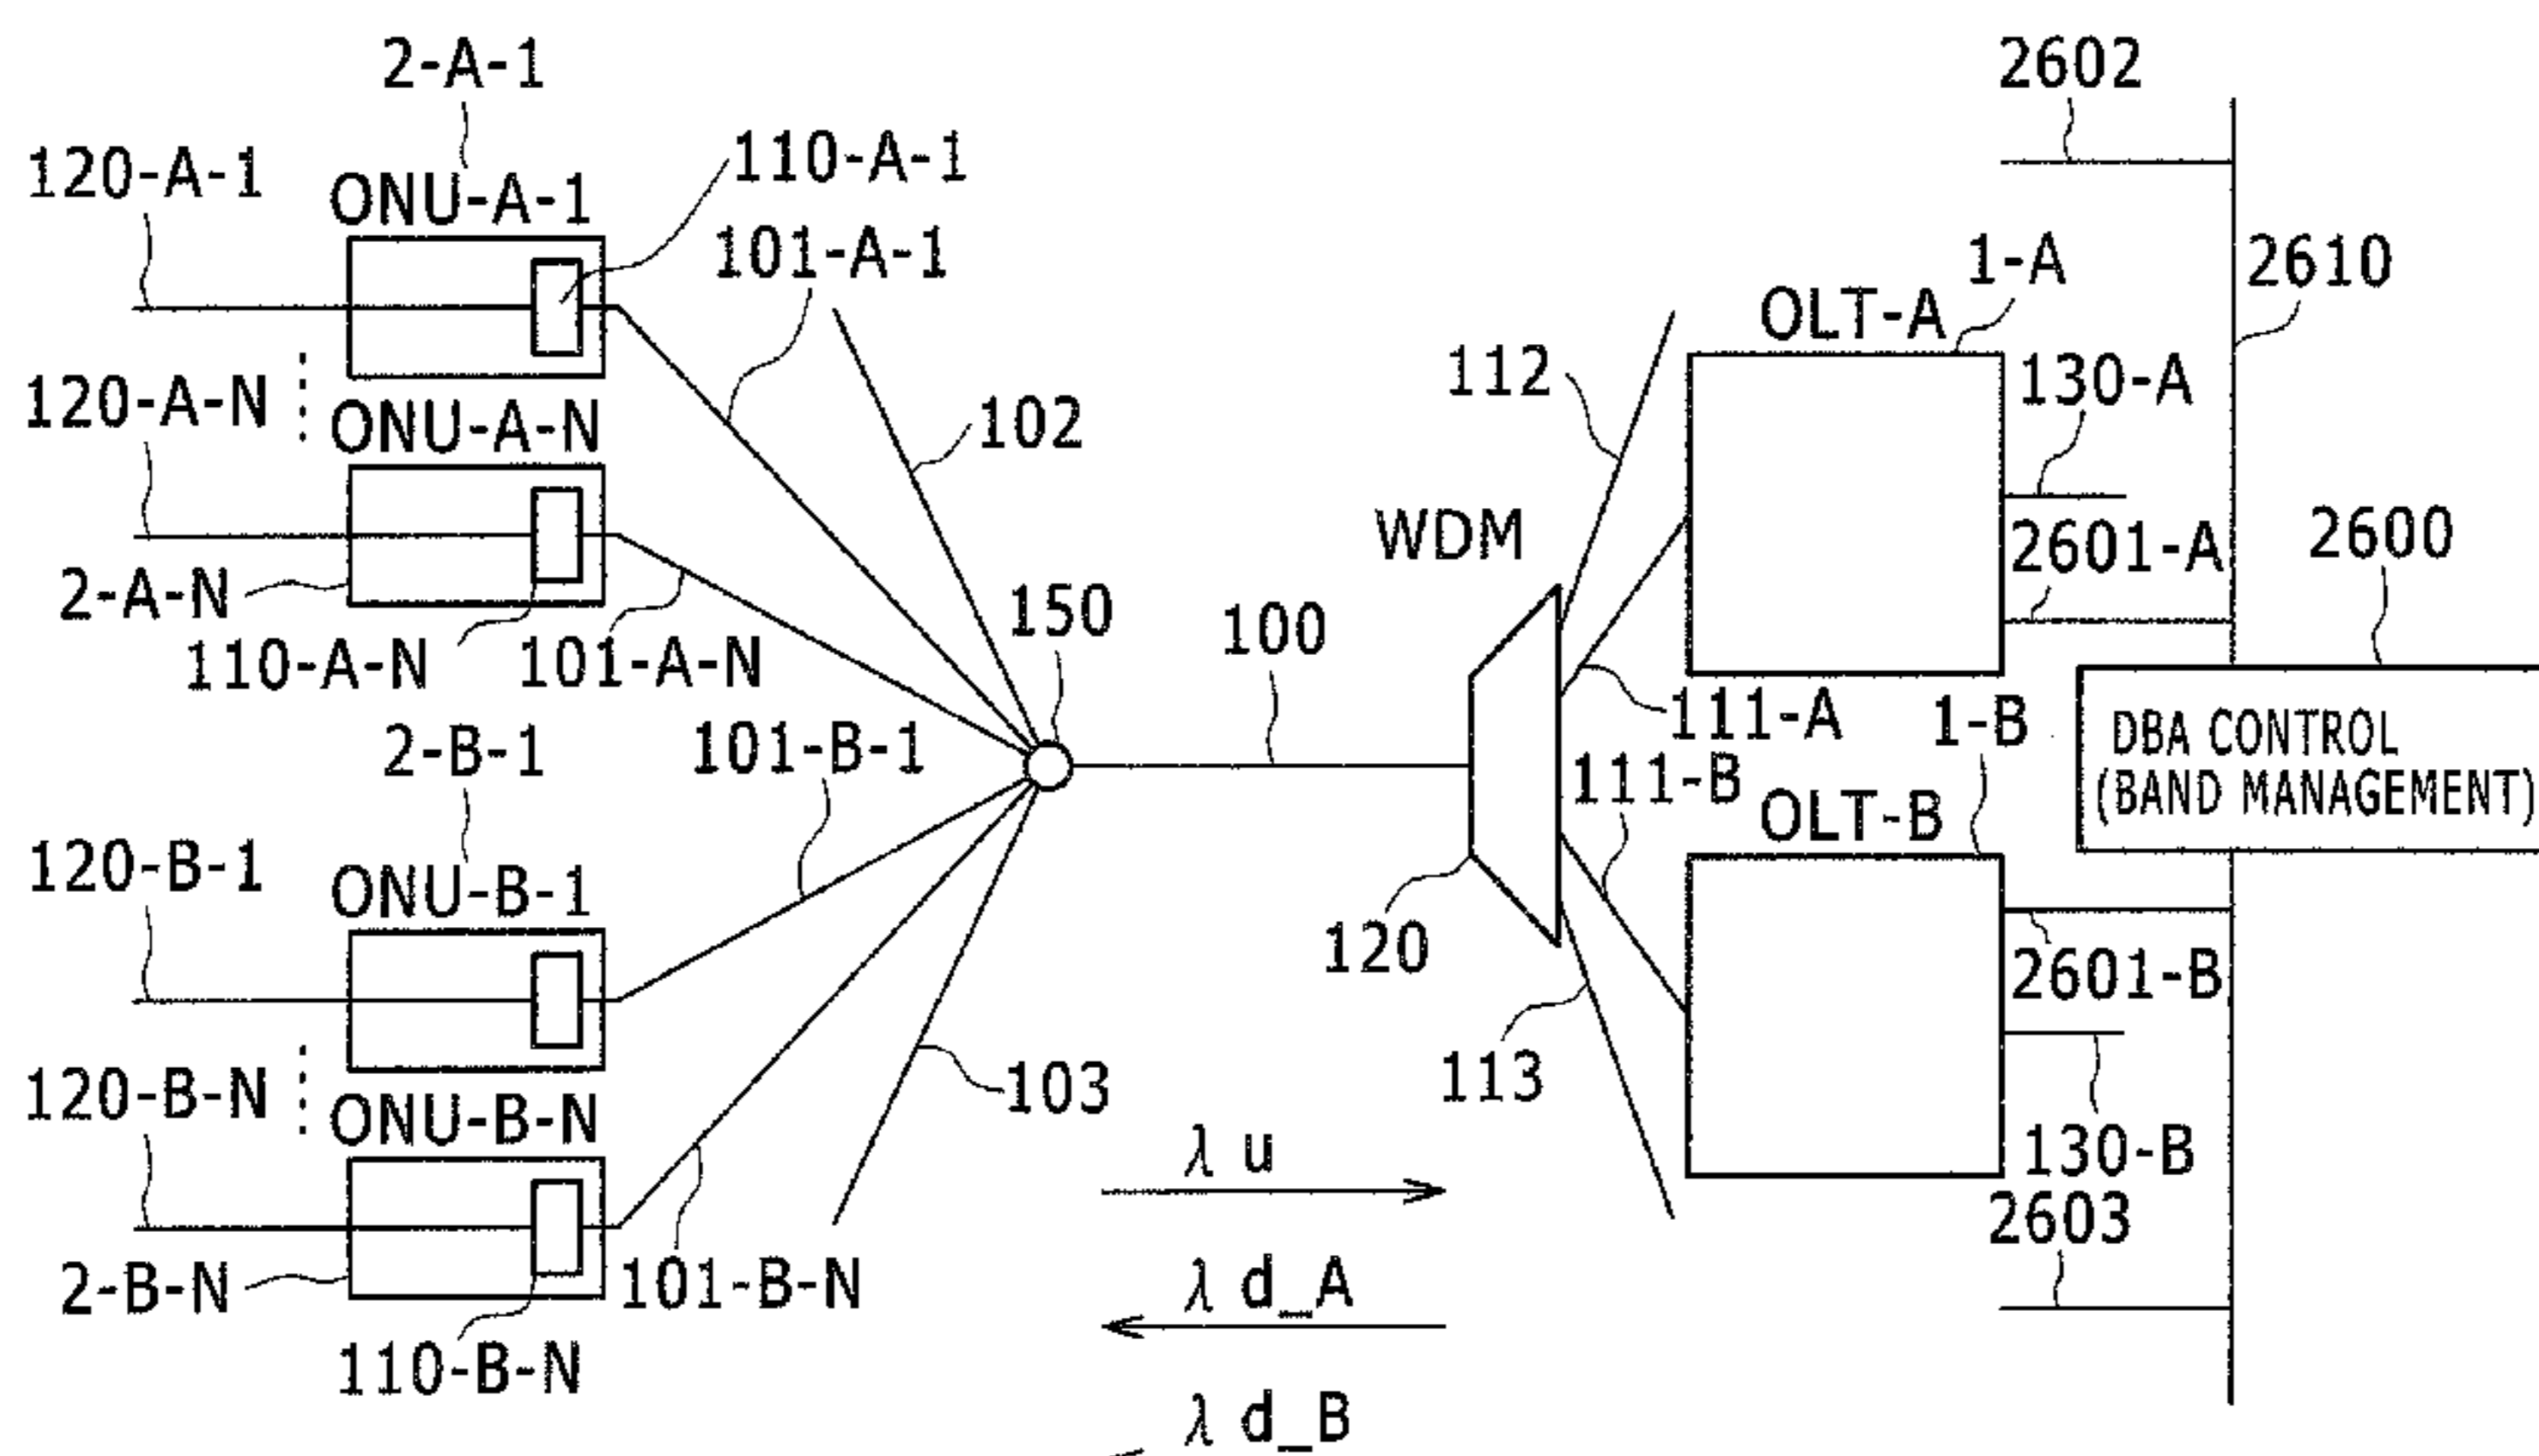 2-A-1
2602
120-A-1
ONU-A-1
110-A-1
101-A-1
1-A
2610
OLT-A
112
130-A
120-A-N
ONU-A-N
102
WDM
2601-A
2600
2-A-N
150
100
110-A-N
101-A-N
111-A
1-B
DBA CONTROL
(BAND MANAGEMENT)
2-B-1
101-B-1
111-B
OLT-B
120-B-1
ONU-B-1
120
2601-B
120-B-N
ONU-B-N
103
113
λ u
130-B
2603
2-B-N
101-B-N
λ d_A
110-B-N
λ d_B